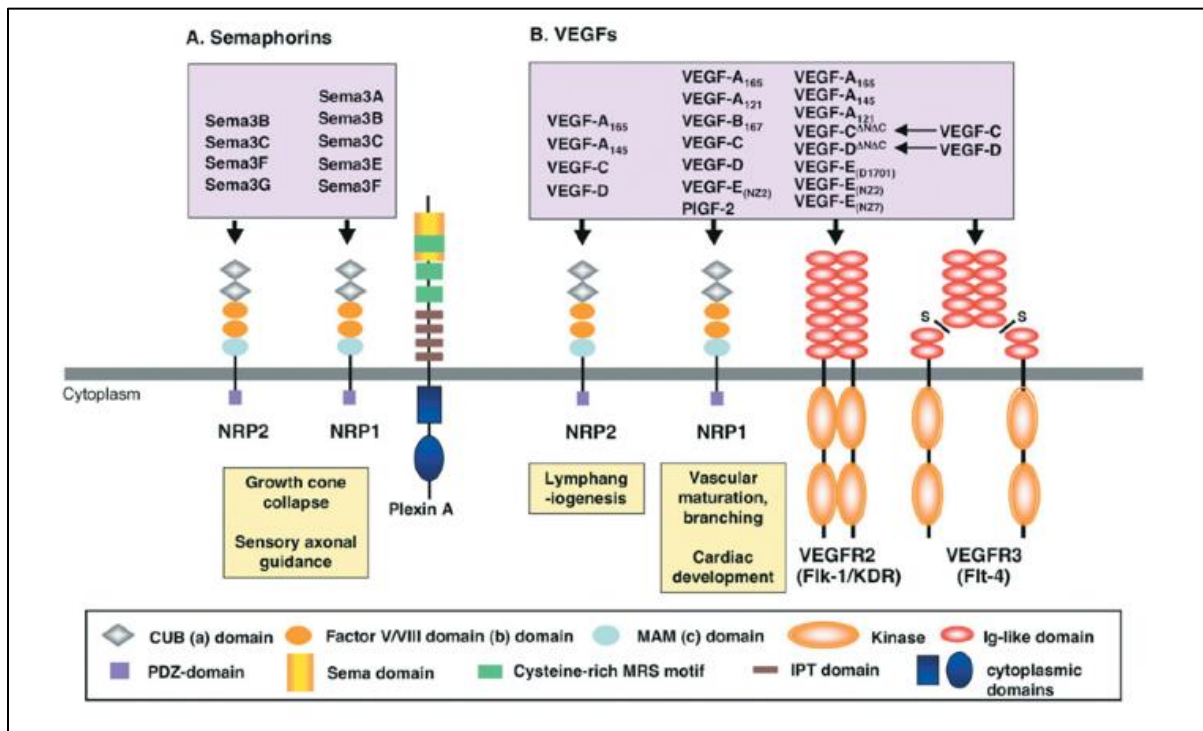 A. Semaphorins
Sema3B
Sema3C
Sema3F
Sema3G
Sema3A
Sema3B
Sema3C
Sema3E
Sema3F
B. VEGFs
VEGF-A165
VEGF-A145
VEGF-C
VEGF-D
VEGF-A165
VEGF-A121
VEGF-B167
VEGF-C
VEGF-D
VEGF-E(NZ2)
PlGF-2
VEGF-A165
VEGF-A145
VEGF-A121
VEGF-CΔNΔC
VEGF-DΔNΔC
VEGF-E(D1701)
VEGF-E(NZ2)
VEGF-E(NZ7)
VEGF-C
VEGF-D
S
S
Cytoplasm
NRP2
NRP1
Plexin A
NRP2
NRP1
VEGFR2
(Flk-1/KDR)
VEGFR3
(Flt-4)
Growth cone
collapse
Sensory axonal
guidance
Lymphang
-iogenesis
Vascular
maturation,
branching
Cardiac
development
CUB (a) domain
Factor V/VIII domain (b) domain
MAM (c) domain
Kinase
Ig-like domain
PDZ-domain
Sema domain
Cysteine-rich MRS motif
IPT domain
cytoplasmic
domains